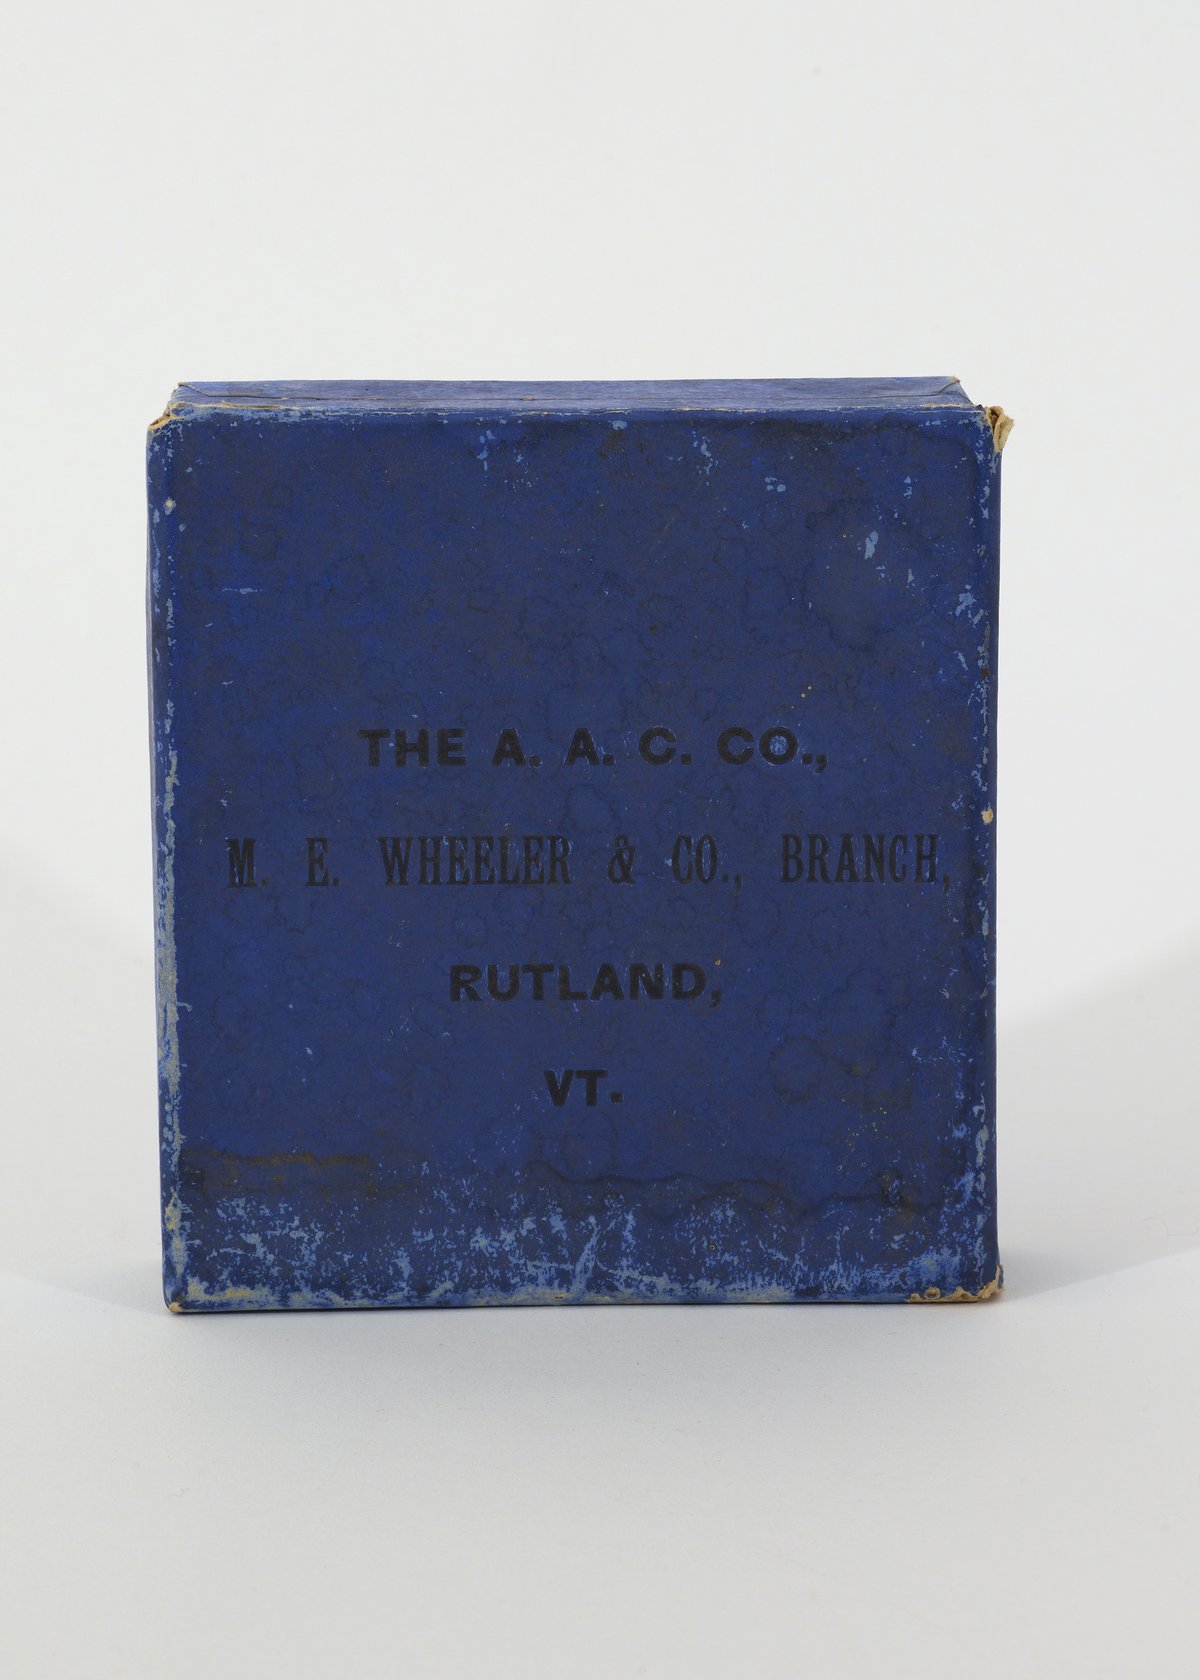 THE A. A. C. CO.,
M. E. WHEELER & CO., BRANCH,
RUTLAND,
VT.